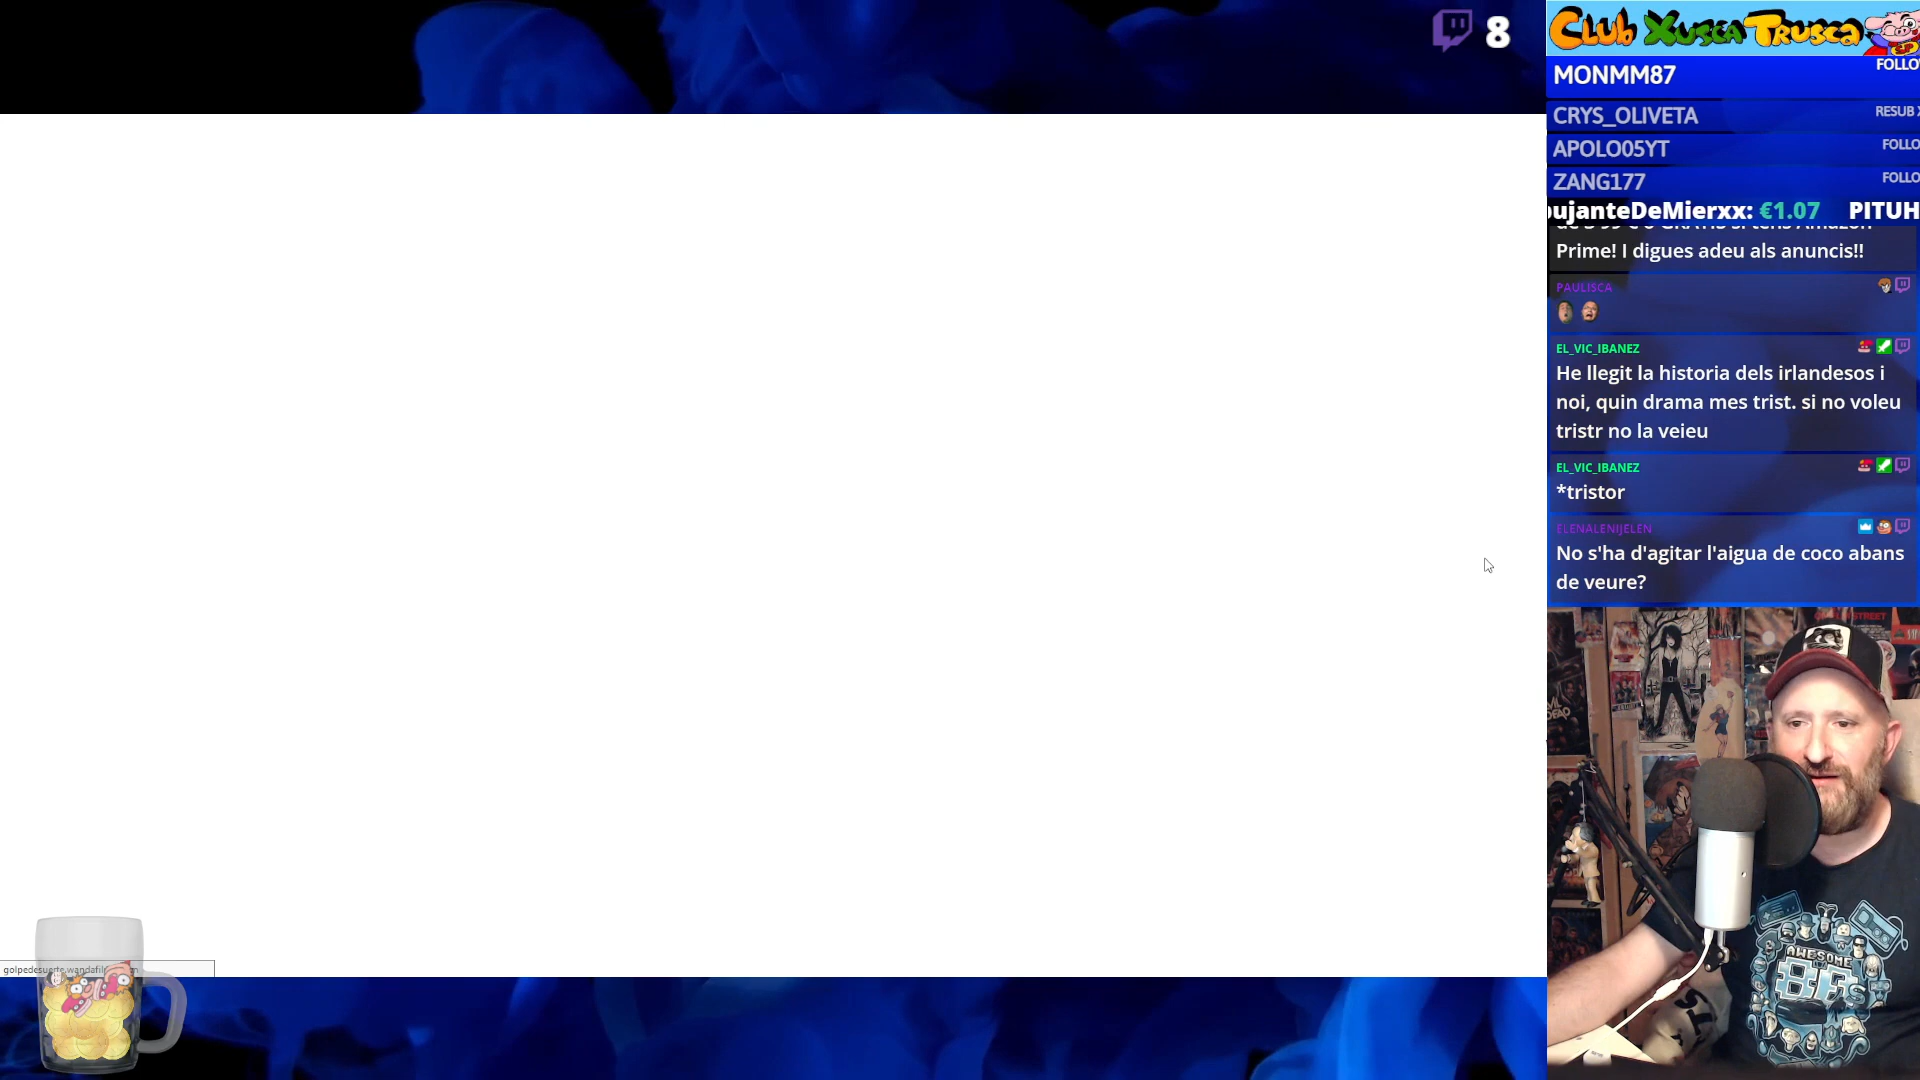 8
Club Xusca Trusca
MONMM87
FOLLO
CRYS_OLIVETA
RESUB X
APOLO05YT
FOLLO
ZANG177
FOLLO
oujanteDeMierxx: €1.07 PITUH
Prime! I digues adeu als anuncis!!
PAULISCA
EL_VIC_IBANEZ
He llegit la historia dels irlandesos i
noi, quin drama mes trist. si no voleu
tristr no la veieu
EL_VIC_IBANEZ
*tristor
ELENALENIJELEN
No s'ha d'agitar l'aigua de coco abans
de veure?
AWESOME